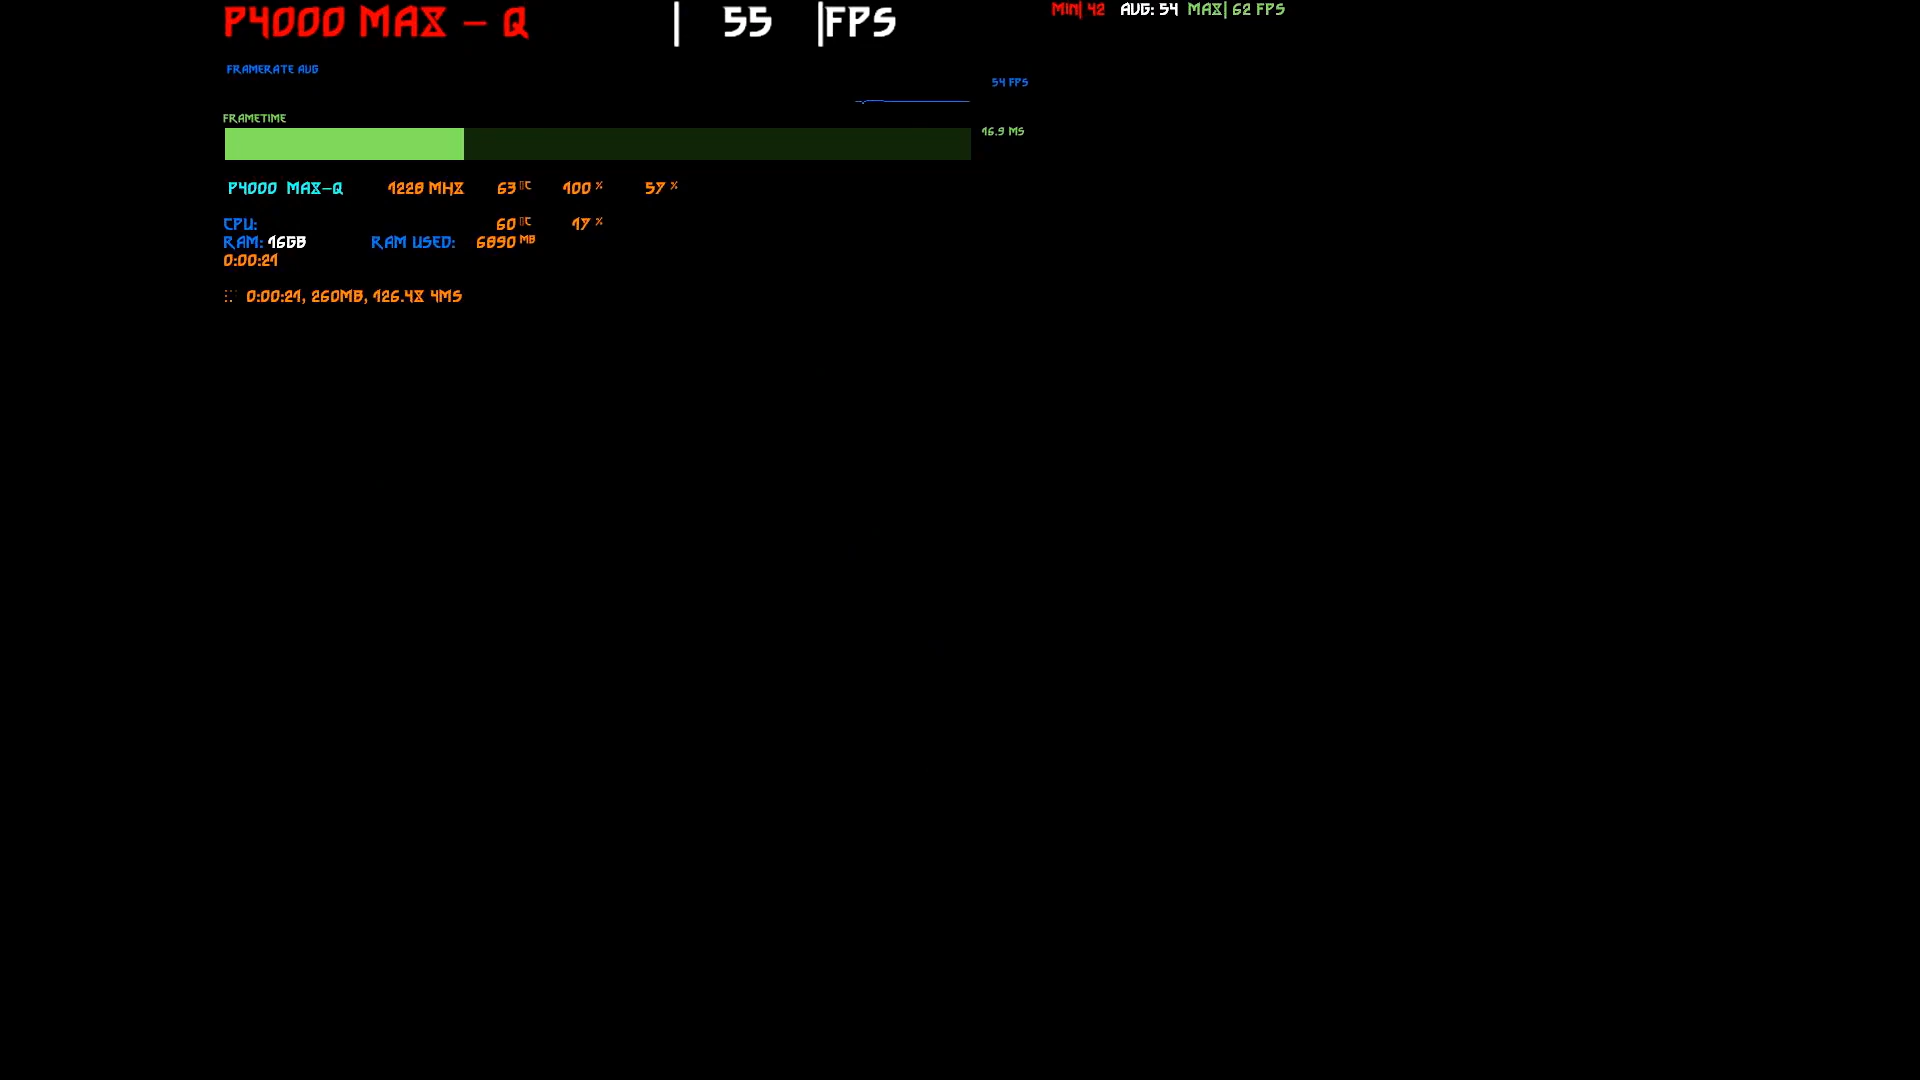 P4000 MAX - Q | 55 |FPS
MIN| 42 AVG: 54 MAX| 62 FPS
FRAMERATE AVG
54 FPS
FRAMETIME
16.9 MS
P4000 MAX-Q 1228 MHZ 63 °C 100 % 57 %
CPU: 60 °C 17 %
RAM: 16GB RAM USED: 6890 MB
0:00:21
0:00:21, 260MB, 126.4X 4MS